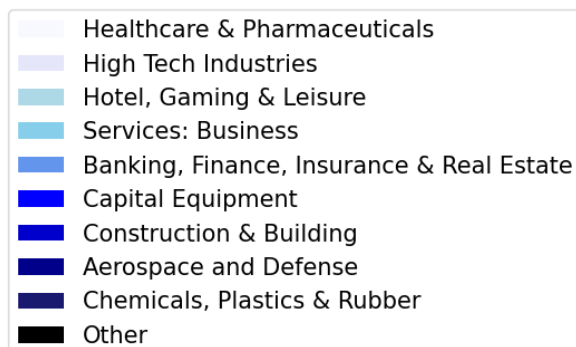 Healthcare & Pharmaceuticals
High Tech Industries
Hotel, Gaming & Leisure
Services: Business
Banking, Finance, Insurance & Real Estate
Capital Equipment
Construction & Building
Aerospace and Defense
Chemicals, Plastics & Rubber
Other